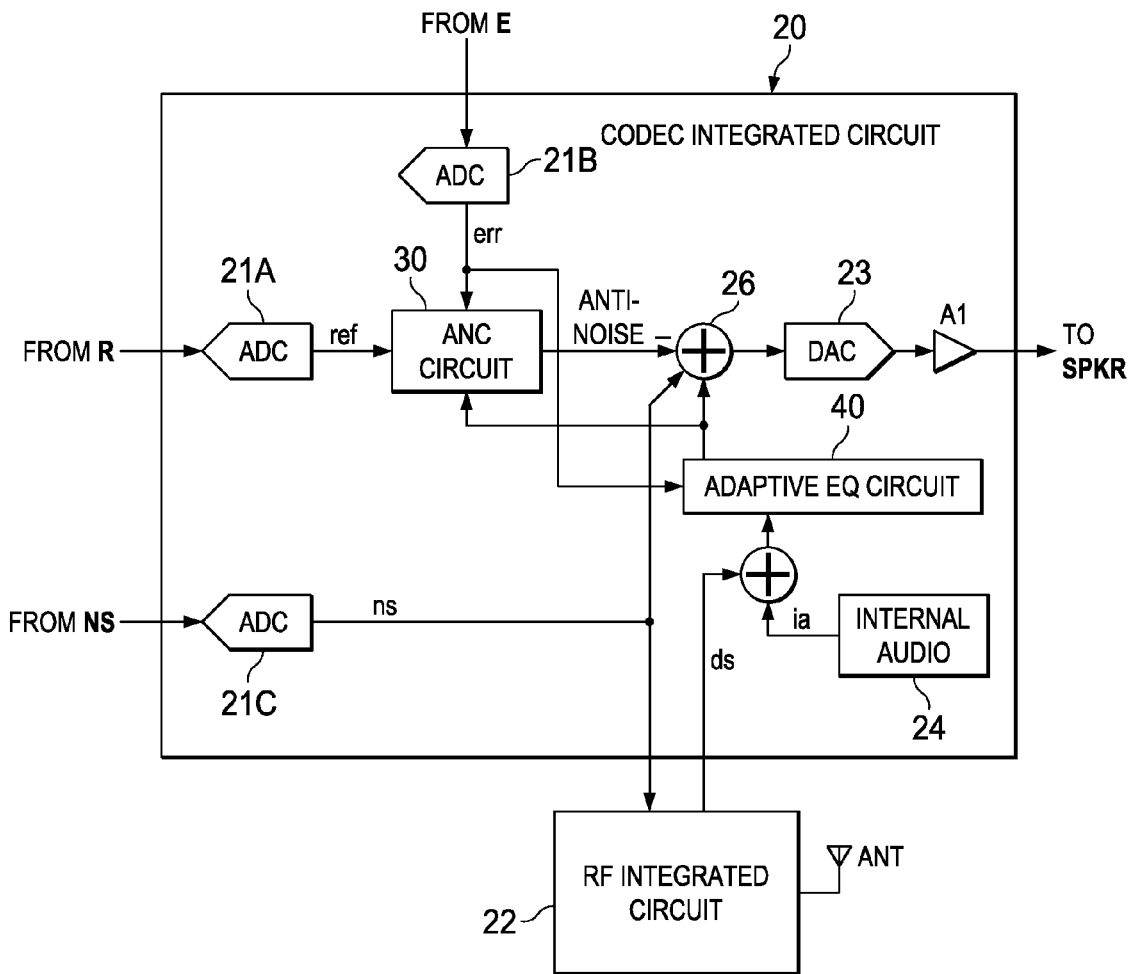 FROM E
20
CODEC INTEGRATED CIRCUIT
ADC
21B
err
30
21A
ANTI-
NOISE
26
23
A1
FROM R
ADC
ref
ANC
CIRCUIT
–
DAC
TO
SPKR
40
ADAPTIVE EQ CIRCUIT
FROM NS
ADC
ns
21C
ds
ia
INTERNAL
AUDIO
24
RF INTEGRATED
CIRCUIT
22
ANT